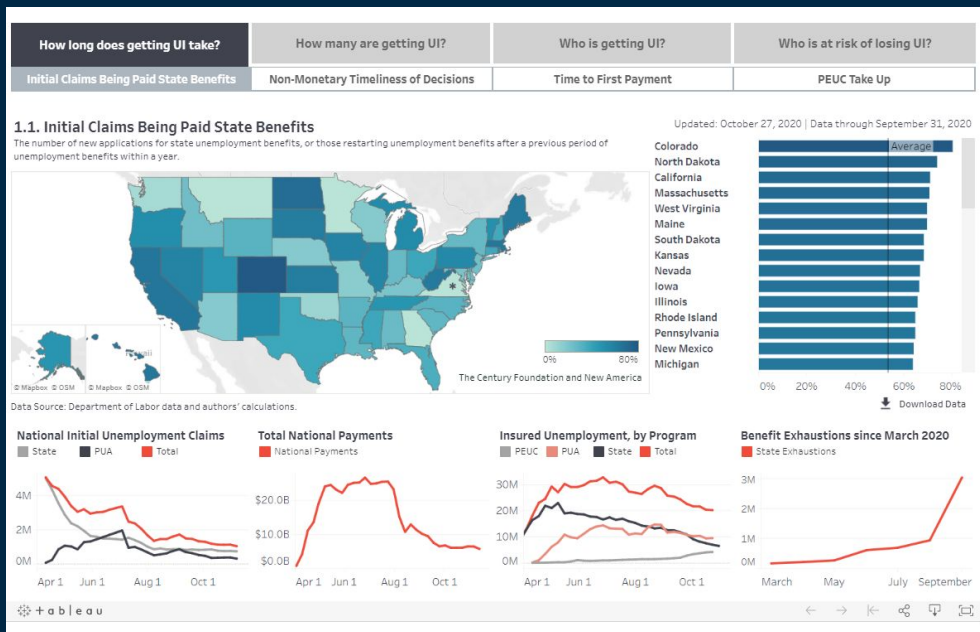 How long does getting UI take?
How many are getting UI?
Who is getting UI?
Who is at risk of losing UI?
Initial Claims Being Paid State Benefits
Non-Monetary Timeliness of Decisions
Time to First Payment
PEUC Take Up
1.1. Initial Claims Being Paid State Benefits
Updated: October 27, 2020 | Data through September 31, 2020
The number of new applications for state unemployment benefits, or those restarting unemployment benefits after a previous period of
unemployment benefits within a year.
Colorado
North Dakota
California
Massachusetts
West Virginia
Maine
South Dakota
Kansas
Nevada
Iowa
Illinois
Rhode Island
Pennsylvania
New Mexico
Michigan
Average
0% 20% 40% 60% 80%
Download Data
*
0% 80%
The Century Foundation and New America
Hawaii
© Mapbox © OSM
© Mapbox © OSM
Data Source: Department of Labor data and authors' calculations.
National Initial Unemployment Claims
State PUA Total
4M
2M
0M
Apr 1 Jun 1 Aug 1 Oct 1
Total National Payments
National Payments
$20.0B
$10.0B
$0.0B
Apr 1 Jun 1 Aug 1 Oct 1
Insured Unemployment, by Program
PEUC PUA State Total
30M
20M
10M
0M
Apr 1 Jun 1 Aug 1 Oct 1
Benefit Exhaustions since March 2020
State Exhaustions
3M
2M
1M
0M
March May July September
+ a b | e a u